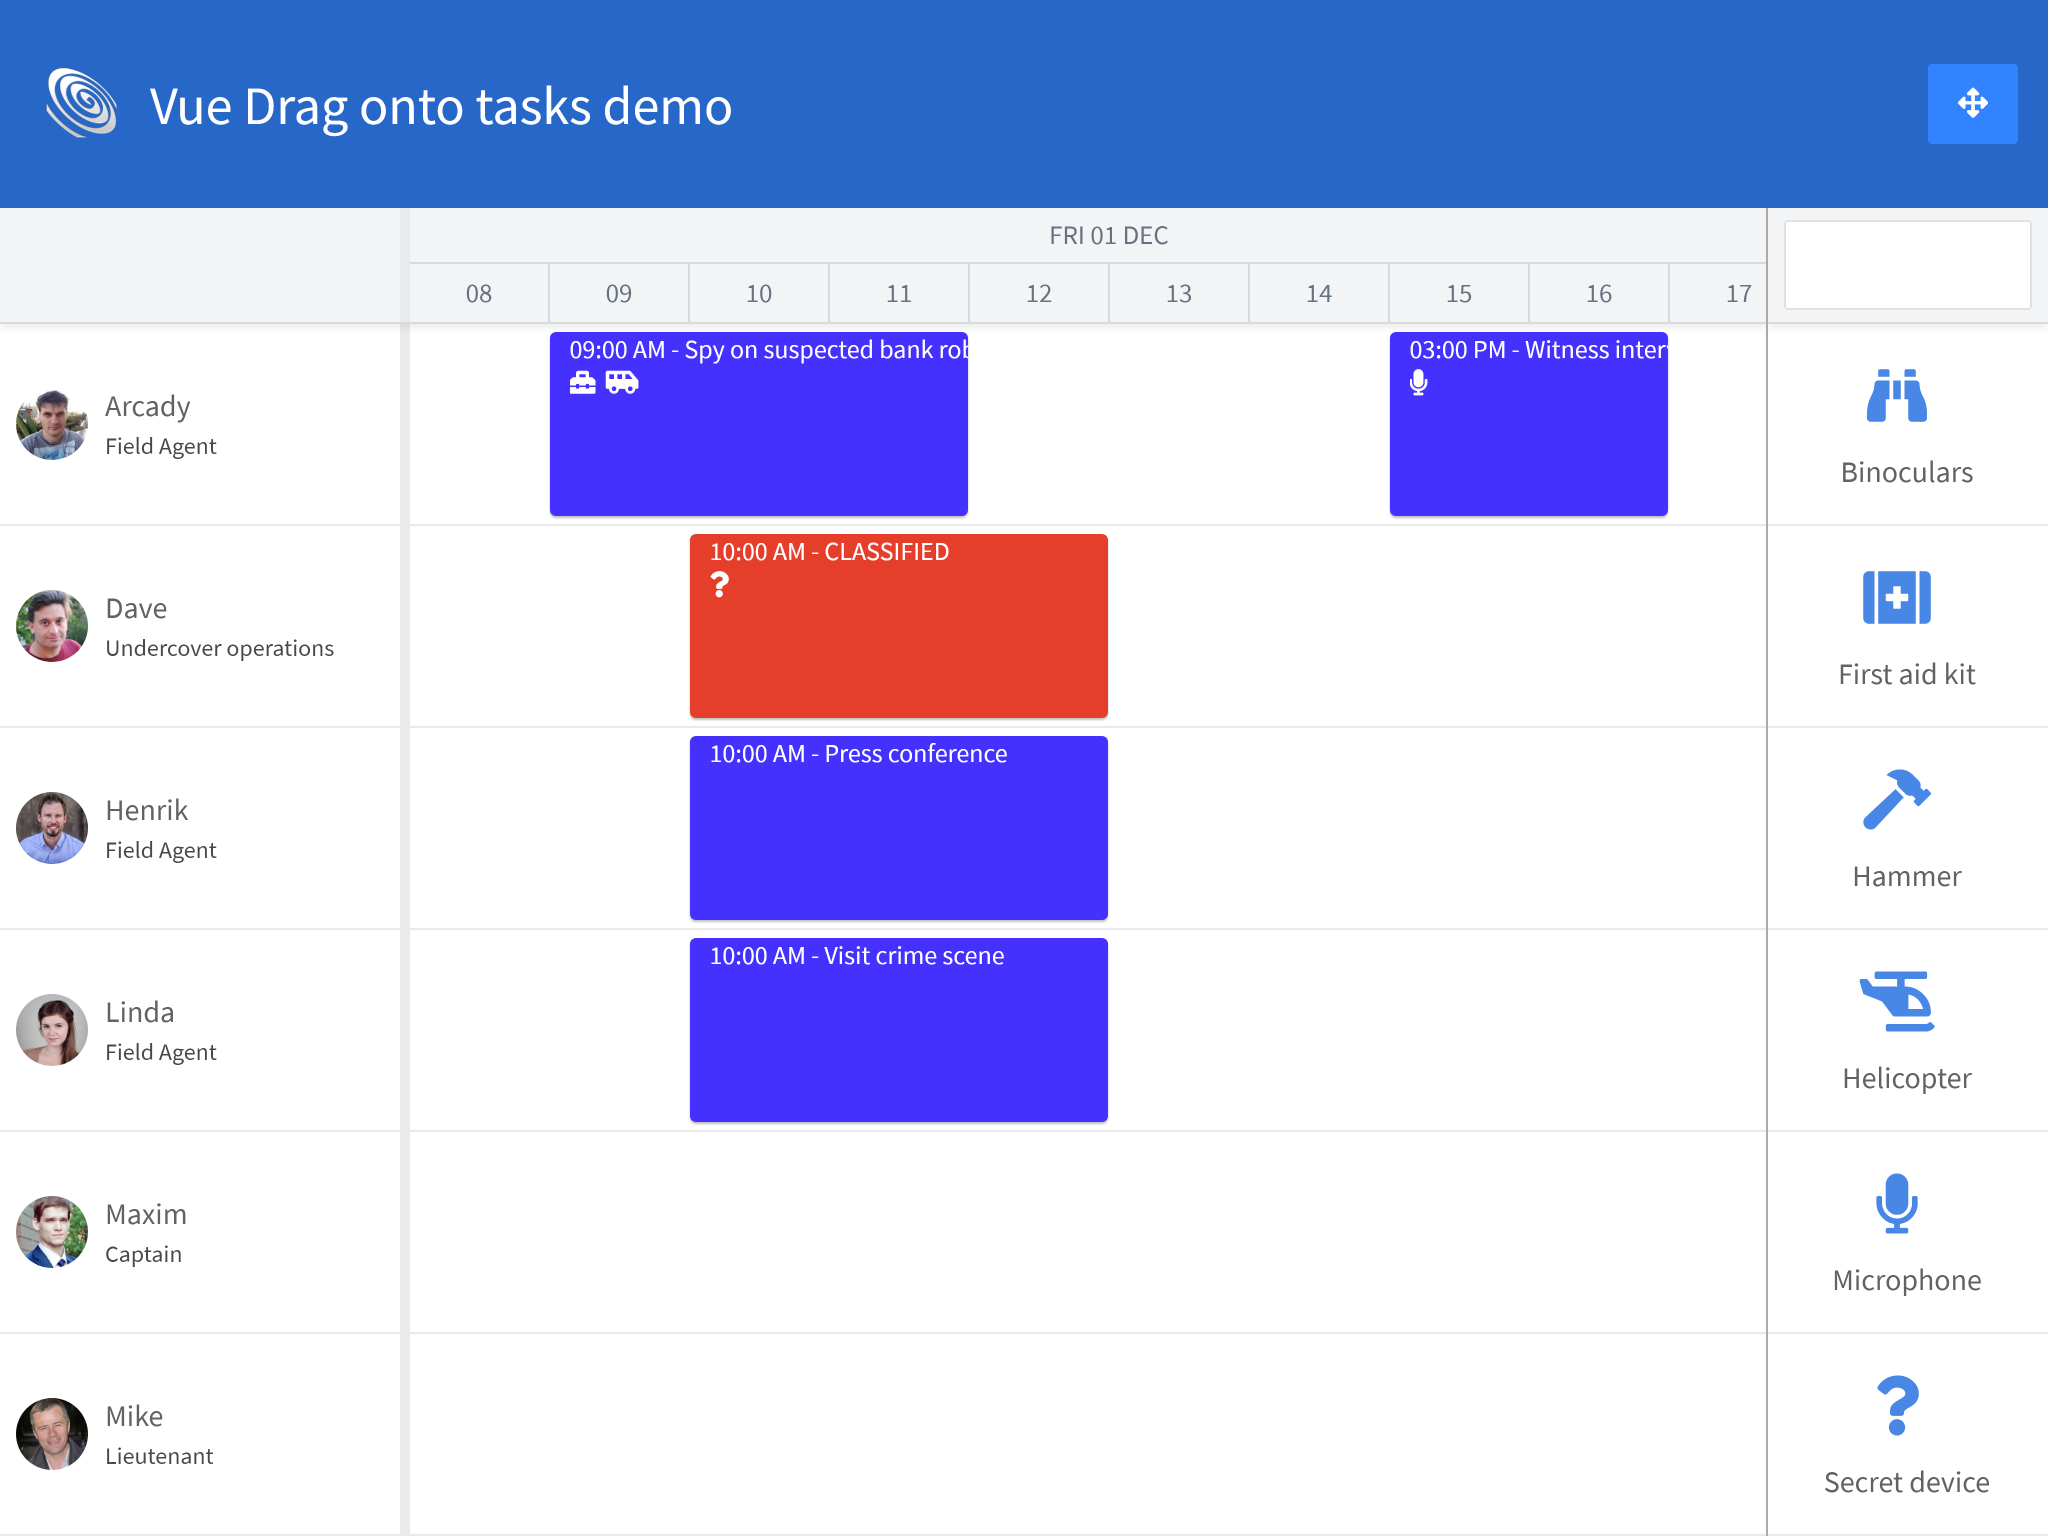 Vue Drag onto tasks demo
FRI 01 DEC
08 09 10 11 12 13 14 15 16 17
Arcady
Field Agent
09:00 AM - Spy on suspected bank
03:00 PM - Witness
Binoculars
Dave
Undercover operations
10:00 AM - CLASSIFIED
First aid kit
Henrik
Field Agent
10:00 AM - Press conference
Hammer
Linda
Field Agent
10:00 AM - Visit crime scene
Helicopter
Maxim
Captain
Microphone
Mike
Lieutenant
Secret device